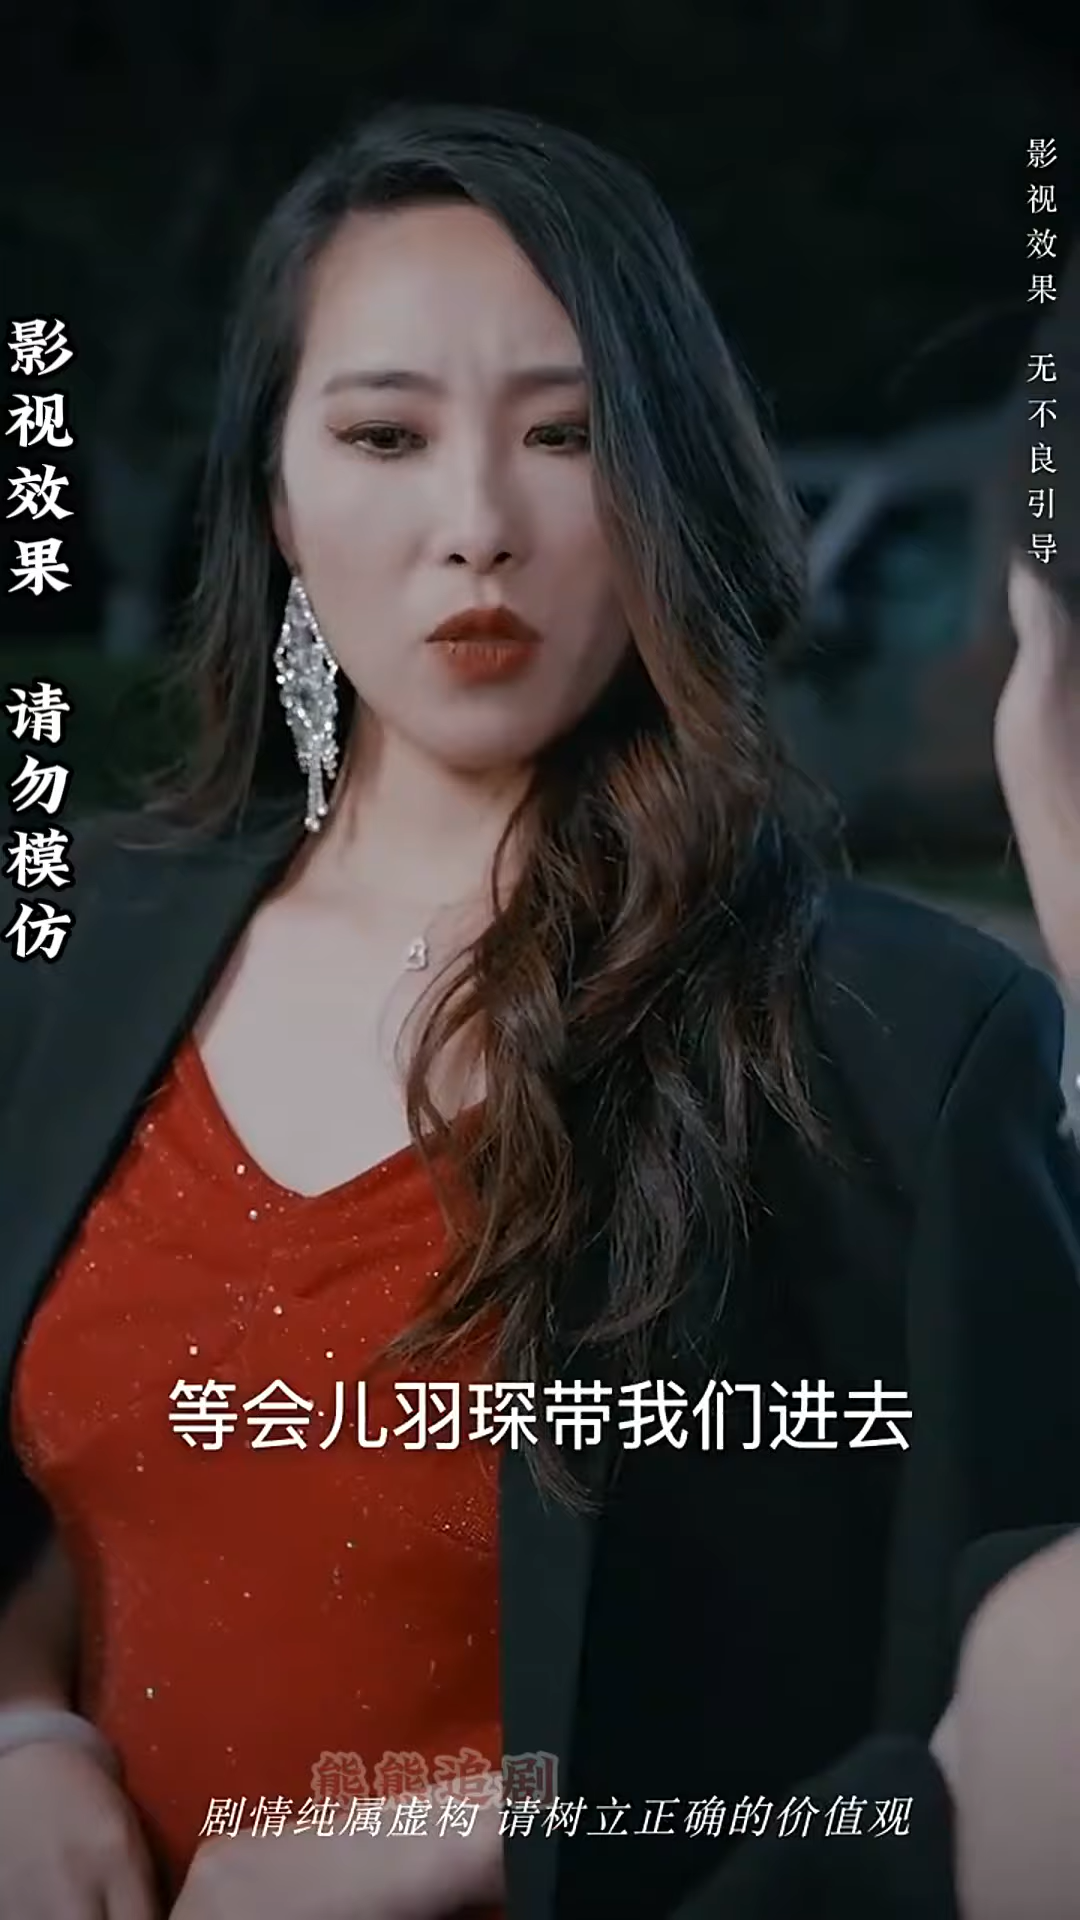 影视效果 请勿模仿
影视效果 无不良引导
等会儿羽琛带我们进去
熊熊追剧
剧情纯属虚构 请树立正确的价值观